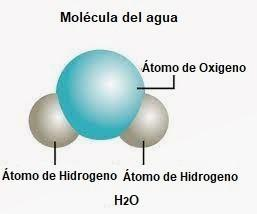 Molécula del agua
Átomo de Oxigeno
Átomo de Hidrogeno Átomo de Hidrogeno
H2O